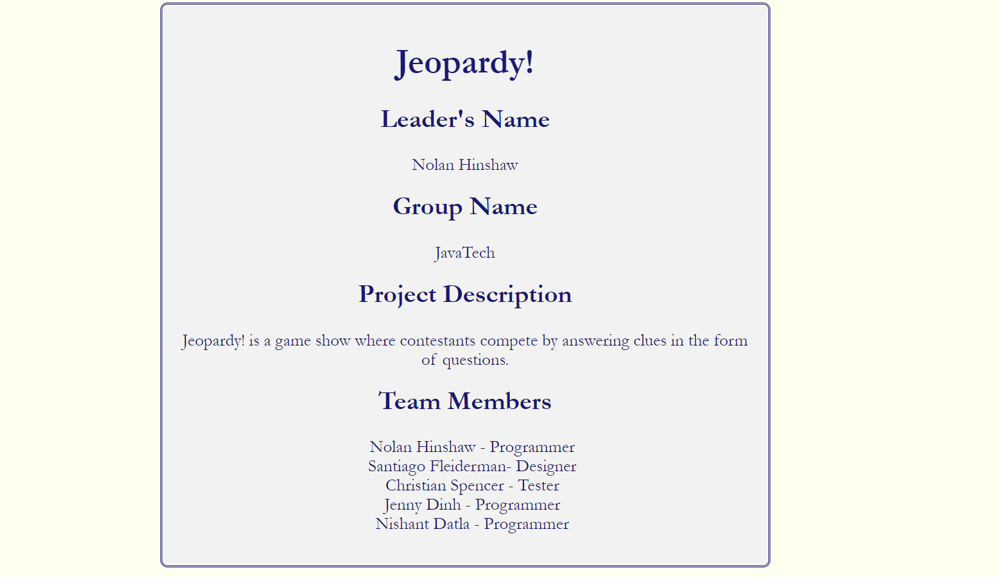 Jeopardy!
Leader's Name
Nolan Hinshaw
Group Name
JavaTech
Project Description
Jeopardy! is a game show where contestants compete by answering clues in the form
of questions.
Team Members
Nolan Hinshaw - Programmer
Santiago Fleiderman- Designer
Christian Spencer - Tester
Jenny Dinh - Programmer
Nishant Datla - Programmer